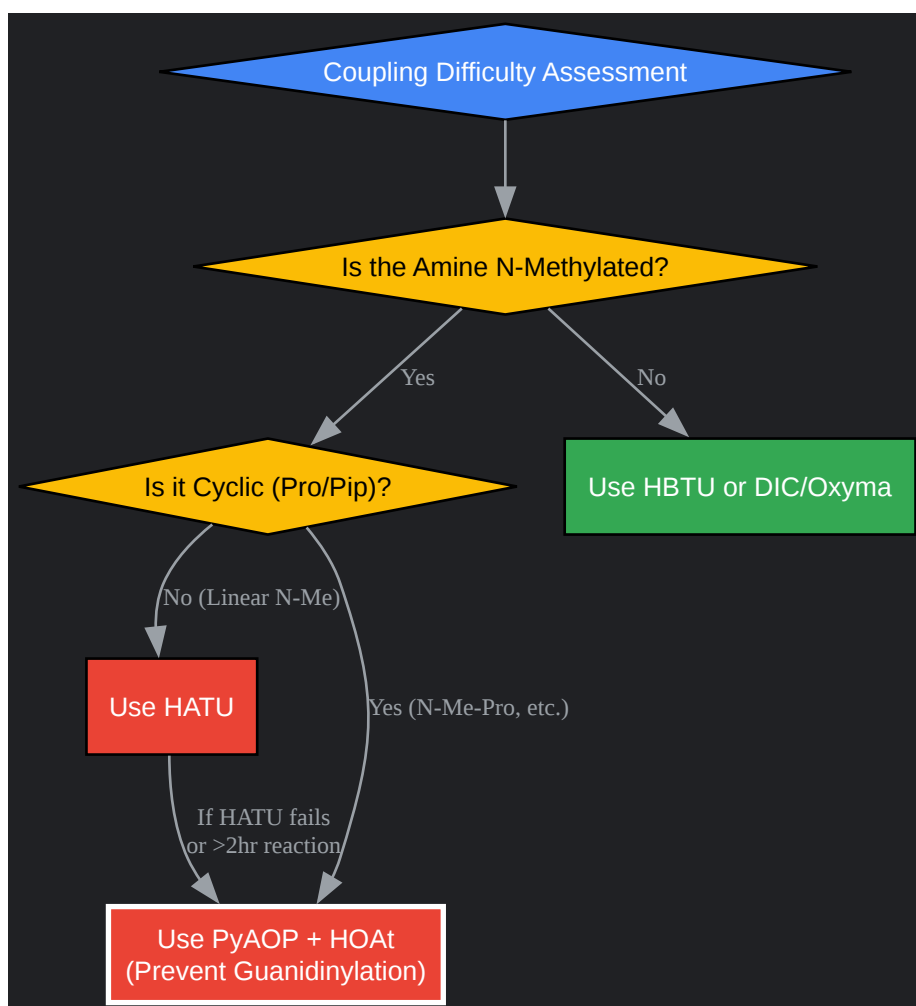 Coupling Difficulty Assessment
Is the Amine N-Methylated?
Yes
No
Is it Cyclic (Pro/Pip)?
Use HBTU or DIC/Oxyma
No (Linear N-Me)
Use HATU
Yes (N-Me-Pro, etc.)
If HATU fails
or >2hr reaction
Use PyAOP + HOAt
(Prevent Guanidinylation)